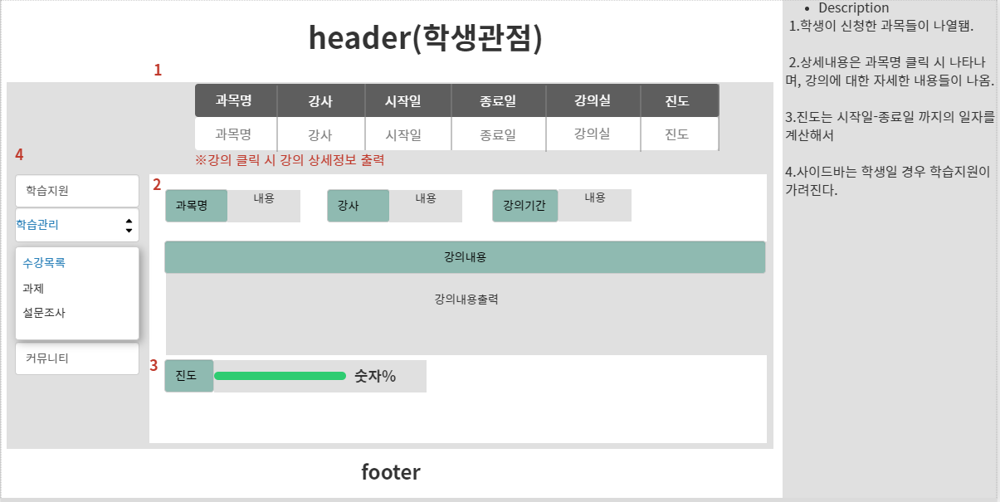 header(학생관점)
1
과목명 강사 시작일 종료일 강의실 진도
과목명 강사 시작일 종료일 강의실 진도
※강의 클릭 시 강의 상세정보 출력
4
학습지원
학습관리
수강목록
과제
설문조사
커뮤니티
2
과목명 내용 강사 내용 강의기간 내용
강의내용
강의내용출력
3
진도 숫자%
footer
• Description
1.학생이 신청한 과목들이 나열됌.
2.상세내용은 과목명 클릭 시 나타나
며, 강의에 대한 자세한 내용들이 나옴.
3.진도는 시작일-종료일 까지의 일자를
계산해서
4.사이드바는 학생일 경우 학습지원이
가려진다.